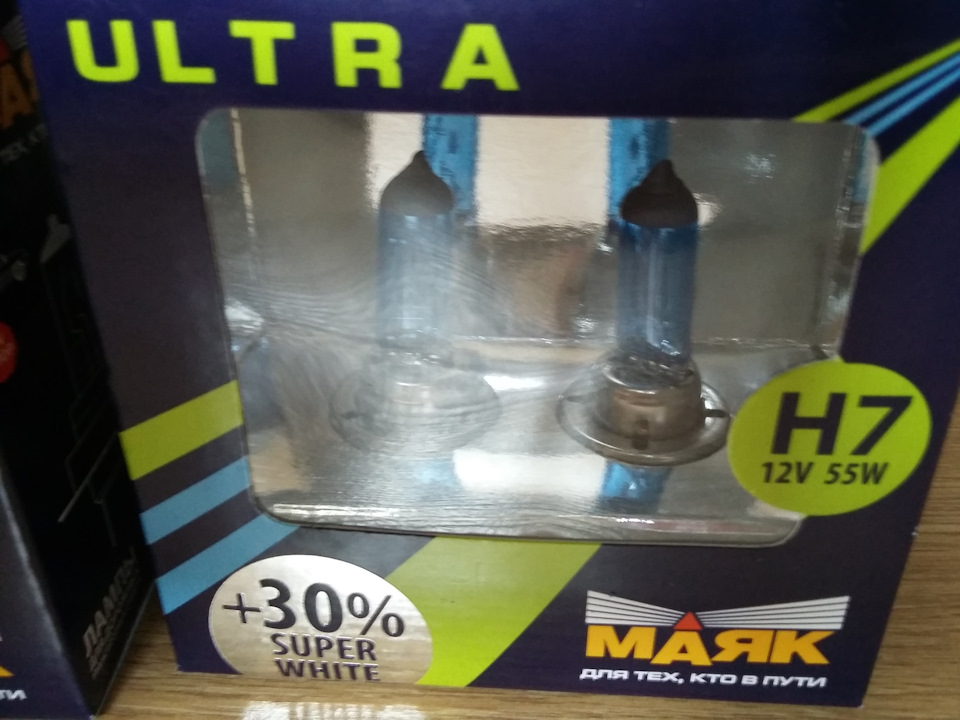 ULTRA
H7
12V 55W
+30%
SUPER
WHITE
МАЯК
ДЛЯ ТЕХ, КТО В ПУТИ